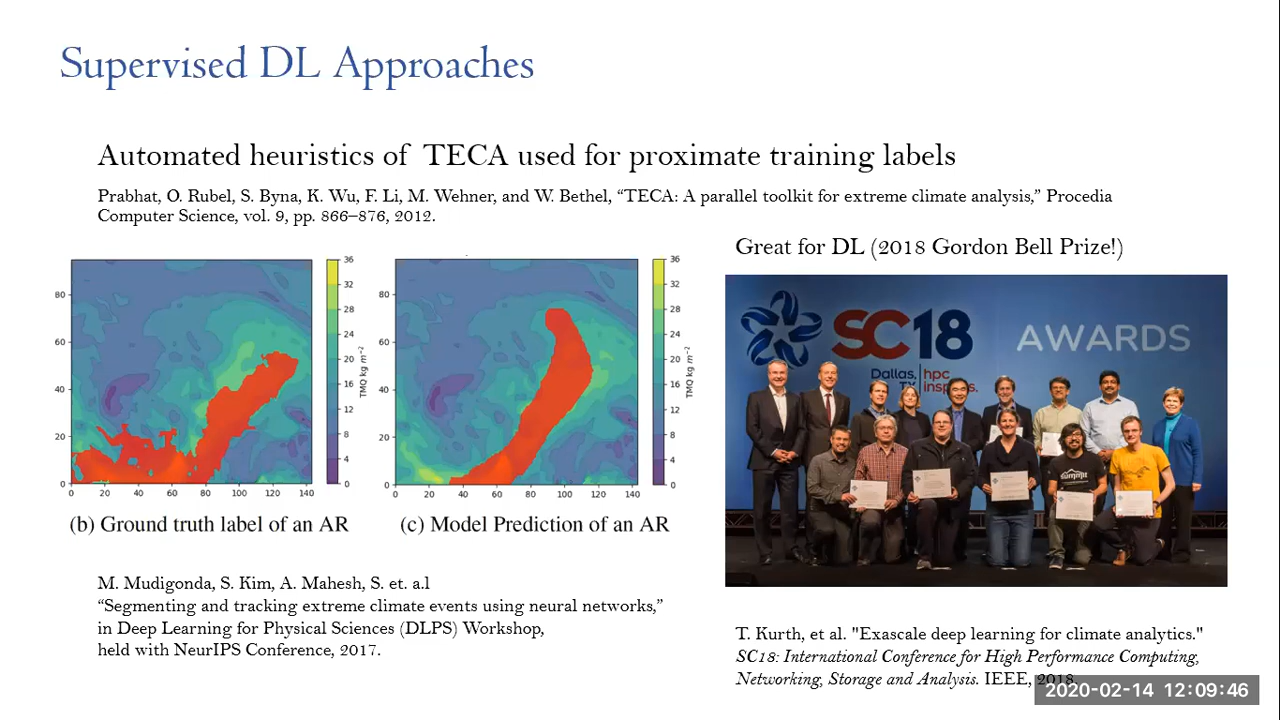 Supervised DL Approaches
Automated heuristics of TECA used for proximate training labels
Prabhat, O. Rubel, S. Byna, K. Wu, F. Li, M. Wehner, and W. Bethel, “TECA: A parallel toolkit for extreme climate analysis,” Procedia
Computer Science, vol. 9, pp. 866–876, 2012.
Great for DL (2018 Gordon Bell Prize!)
80
60
40
20
0
0 20 40 60 80 100 120 140
36
32
28
24
20
16
12
8
4
0
TMQ kg m⁻²
(b) Ground truth label of an AR
80
60
40
20
0
0 20 40 60 80 100 120 140
36
32
28
24
20
16
12
8
4
0
TMQ kg m⁻²
(c) Model Prediction of an AR
SC18 AWARDS
Dallas, hpc
TX inspires.
summit
M. Mudigonda, S. Kim, A. Mahesh, S. et. a.l
“Segmenting and tracking extreme climate events using neural networks,”
in Deep Learning for Physical Sciences (DLPS) Workshop,
held with NeurIPS Conference, 2017.
T. Kurth, et al. "Exascale deep learning for climate analytics."
SC18: International Conference for High Performance Computing,
Networking, Storage and Analysis. IEEE, 2018.
2020-02-14 12:09:46